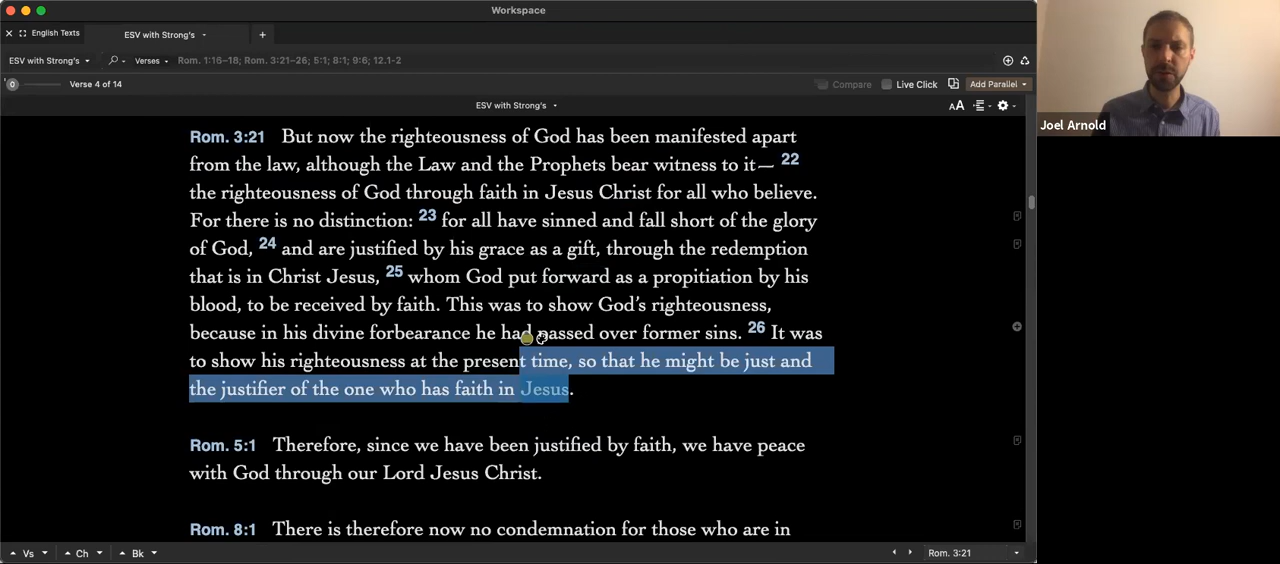 Workspace
English Texts
ESV with Strong's
ESV with Strong's
Verses
Rom. 1:16–18; Rom. 3:21–26; 5:1; 8:1; 9:6; 12.1-2
Verse 4 of 14
Compare
Live Click
Add Parallel
ESV with Strong's
AA
Rom. 3:21 But now the righteousness of God has been manifested apart
from the law, although the Law and the Prophets bear witness to it— 22
the righteousness of God through faith in Jesus Christ for all who believe.
For there is no distinction: 23 for all have sinned and fall short of the glory
of God, 24 and are justified by his grace as a gift, through the redemption
that is in Christ Jesus, 25 whom God put forward as a propitiation by his
blood, to be received by faith. This was to show God's righteousness,
because in his divine forbearance he had passed over former sins. 26 It was
to show his righteousness at the present time, so that he might be just and
the justifier of the one who has faith in Jesus.
Rom. 5:1 Therefore, since we have been justified by faith, we have peace
with God through our Lord Jesus Christ.
Rom. 8:1 There is therefore now no condemnation for those who are in
Vs
Ch
Bk
Rom. 3:21
Joel Arnold